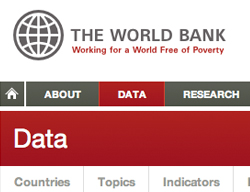 THE WORLD BANK
Working for a World Free of Poverty
ABOUT DATA RESEARCH
Data
Countries Topics Indicators